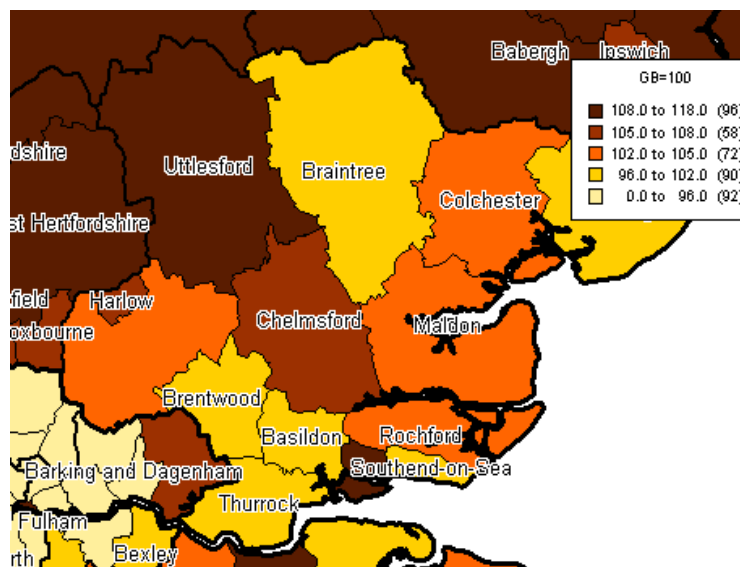 Babergh
Ipswich
GB=100
108.0 to 118.0 (96)
105.0 to 108.0 (58)
102.0 to 105.0 (72)
96.0 to 102.0 (90)
0.0 to 96.0 (92)
dshire
Uttlesford
Braintree
Colchester
st Hertfordshire
field
Harlow
oxbourne
Chelmsford
Maldon
Brentwood
Basildon
Rochford
Barking and Dagenham
Southend-on-Sea
Thurrock
Fulham
rth
Bexley